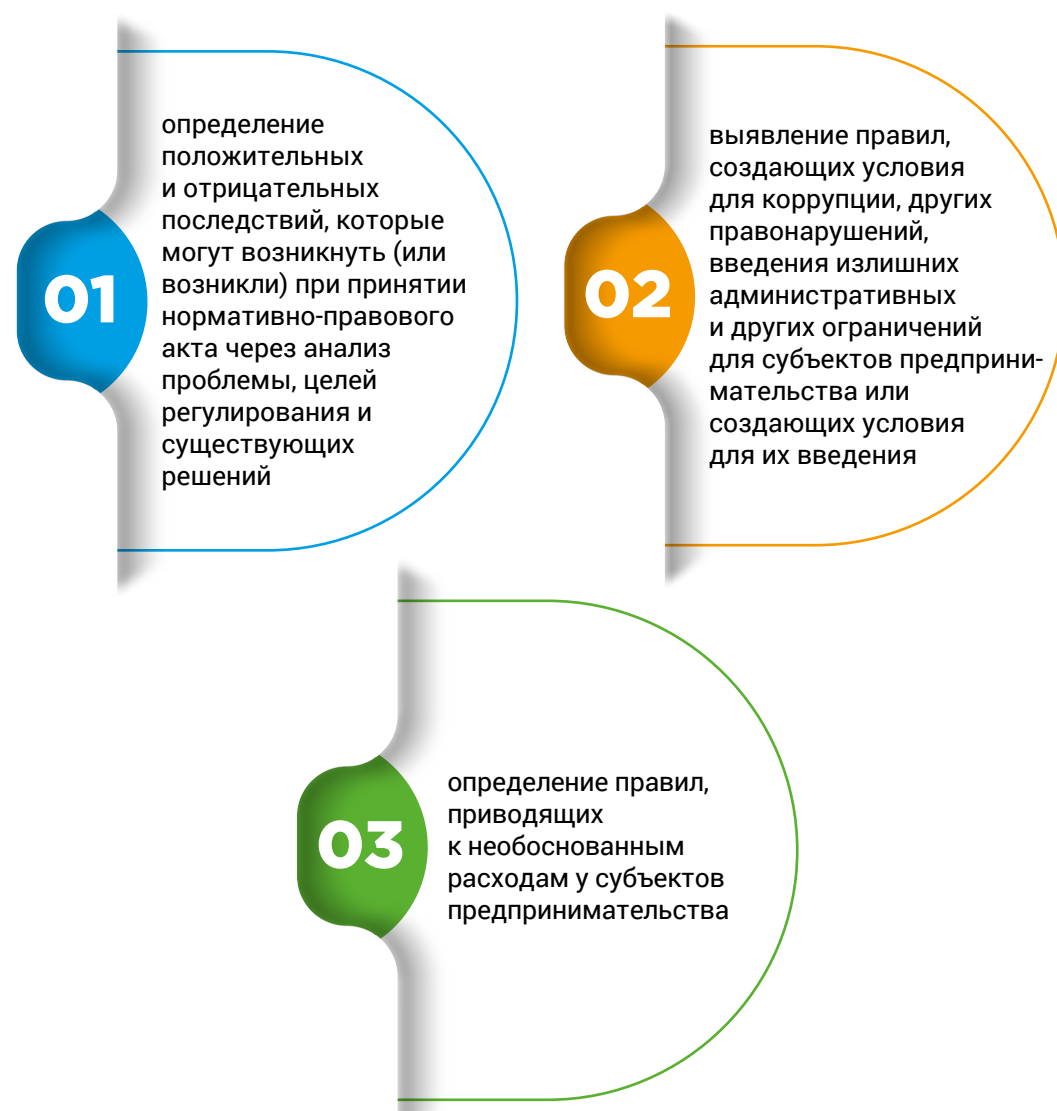 01
определение
положительных
и отрицательных
последствий, которые
могут возникнуть (или
возникли) при принятии
нормативно-правового
акта через анализ
проблемы, целей
регулирования и
существующих
решений
02
выявление правил,
создающих условия
для коррупции, других
правонарушений,
введения излишних
административных
и других ограничений
для субъектов предприни-
мательства или
создающих условия
для их введения
03
определение правил,
приводящих
к необоснованным
расходам у субъектов
предпринимательства